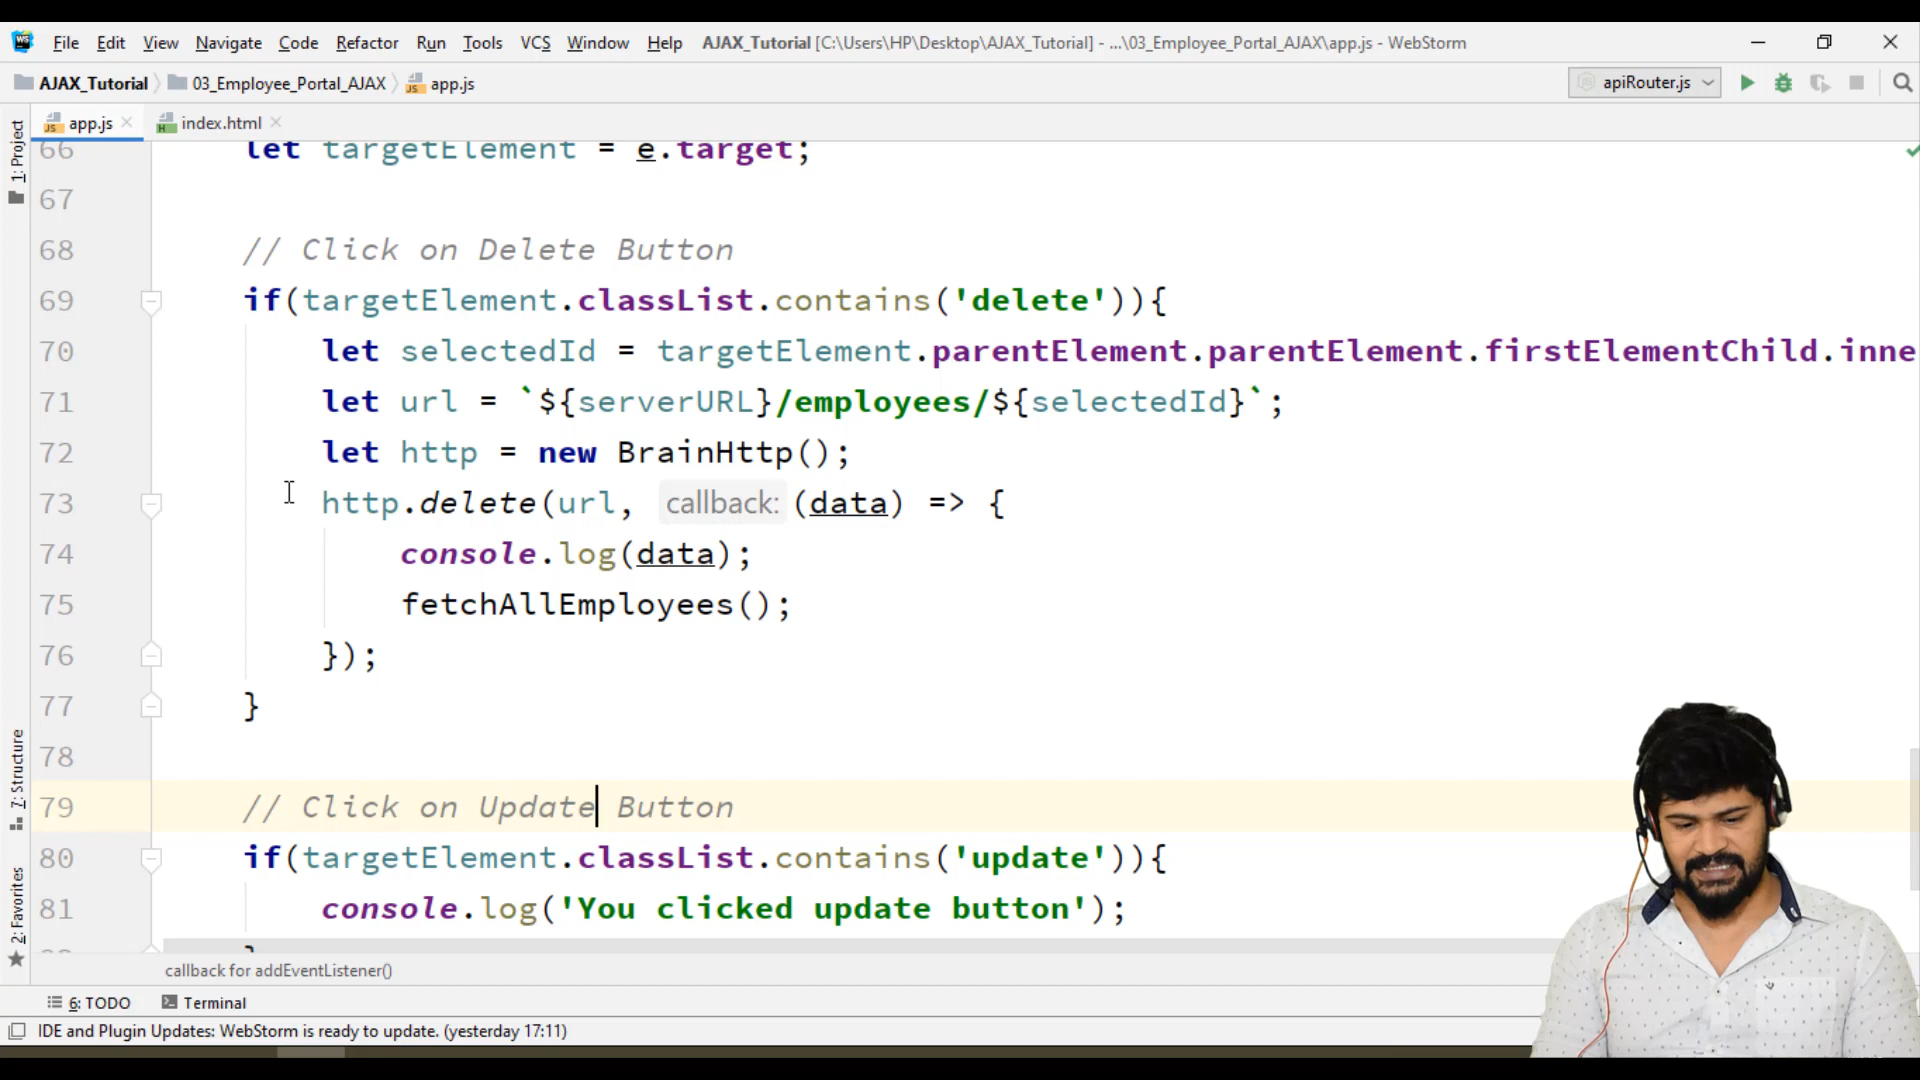 WS File Edit View Navigate Code Refactor Run Tools VCS Window Help AJAX_Tutorial [C:\Users\HP\Desktop\AJAX_Tutorial] - ...\03_Employee_Portal_AJAX\app.js - WebStorm
AJAX_Tutorial 03_Employee_Portal_AJAX JS app.js apiRouter.js
JS app.js H index.html
1: Project
7: Structure
2: Favorites
66 let targetElement = e.target;
67
68 // Click on Delete Button
69 if(targetElement.classList.contains('delete')){
70 let selectedId = targetElement.parentElement.parentElement.firstElementChild.inne
71 let url = `${serverURL}/employees/${selectedId}`;
72 let http = new BrainHttp();
73 http.delete(url, callback: (data) => {
74 console.log(data);
75 fetchAllEmployees();
76 });
77 }
78
79 // Click on Update Button
80 if(targetElement.classList.contains('update')){
81 console.log('You clicked update button');
callback for addEventListener()
6: TODO Terminal
IDE and Plugin Updates: WebStorm is ready to update. (yesterday 17:11)